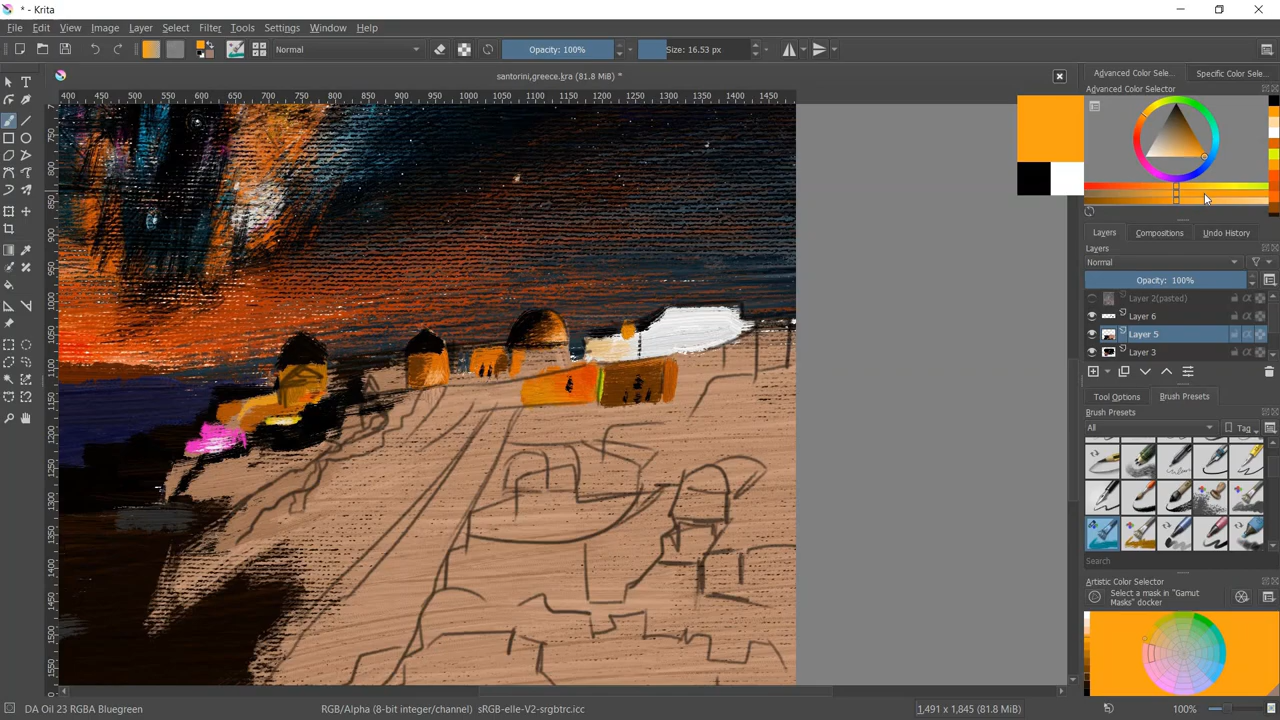 * - Krita
File Edit View Image Layer Select Filter Tools Settings Window Help
Normal Opacity: 100% Size: 16.53 px
santorini,greece.kra (81.8 MiB) *
400 450 500 550 600 650 700 750 800 850 900 950 1000 1050 1100 1150 1200 1250 1300 1350 1400 1450
Advanced Color Sele... Specific Color Sele...
Advanced Color Selector
Layers Compositions Undo History
Layers
Normal
Opacity: 100%
Layer 2(pasted)
Layer 6
Layer 5
Layer 3
Tool Options Brush Presets
Brush Presets
All Tag
Search
Artistic Color Selector
Select a mask in "Gamut
Masks" docker
DA Oil 23 RGBA Bluegreen RGB/Alpha (8-bit integer/channel) sRGB-elle-V2-srgbtrc.icc 1,491 x 1,845 (81.8 MiB) 100%